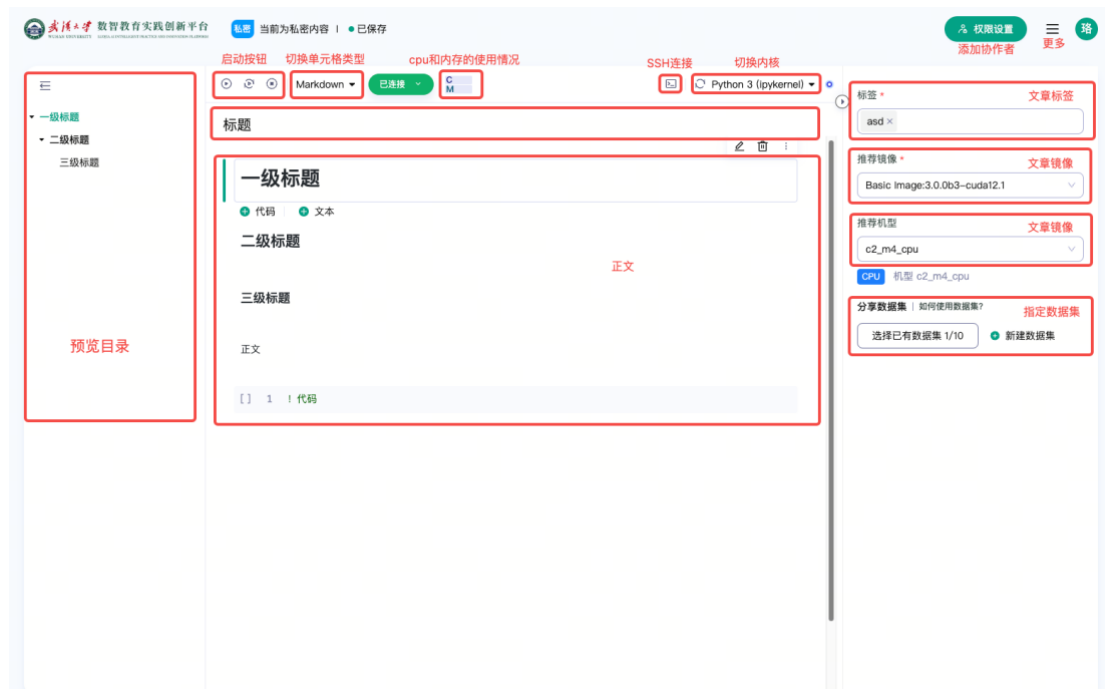 武汉大学 数智教育实践创新平台 私密 当前为私密内容 | 已保存 权限设置 珞
添加协作者 更多
启动按钮 切换单元格类型 cpu和内存的使用情况 SSH连接 切换内核
Markdown 已连接 C M Python 3 (ipykernel)
一级标题
二级标题
三级标题
预览目录
标题
一级标题
代码 文本
二级标题
正文
三级标题
正文
[] 1 ! 代码
标签 * 文章标签
asd ×
推荐镜像 * 文章镜像
Basic Image:3.0.0b3-cuda12.1
推荐机型 文章镜像
c2_m4_cpu
CPU 机型 c2_m4_cpu
分享数据集 | 如何使用数据集? 指定数据集
选择已有数据集 1/10 新建数据集